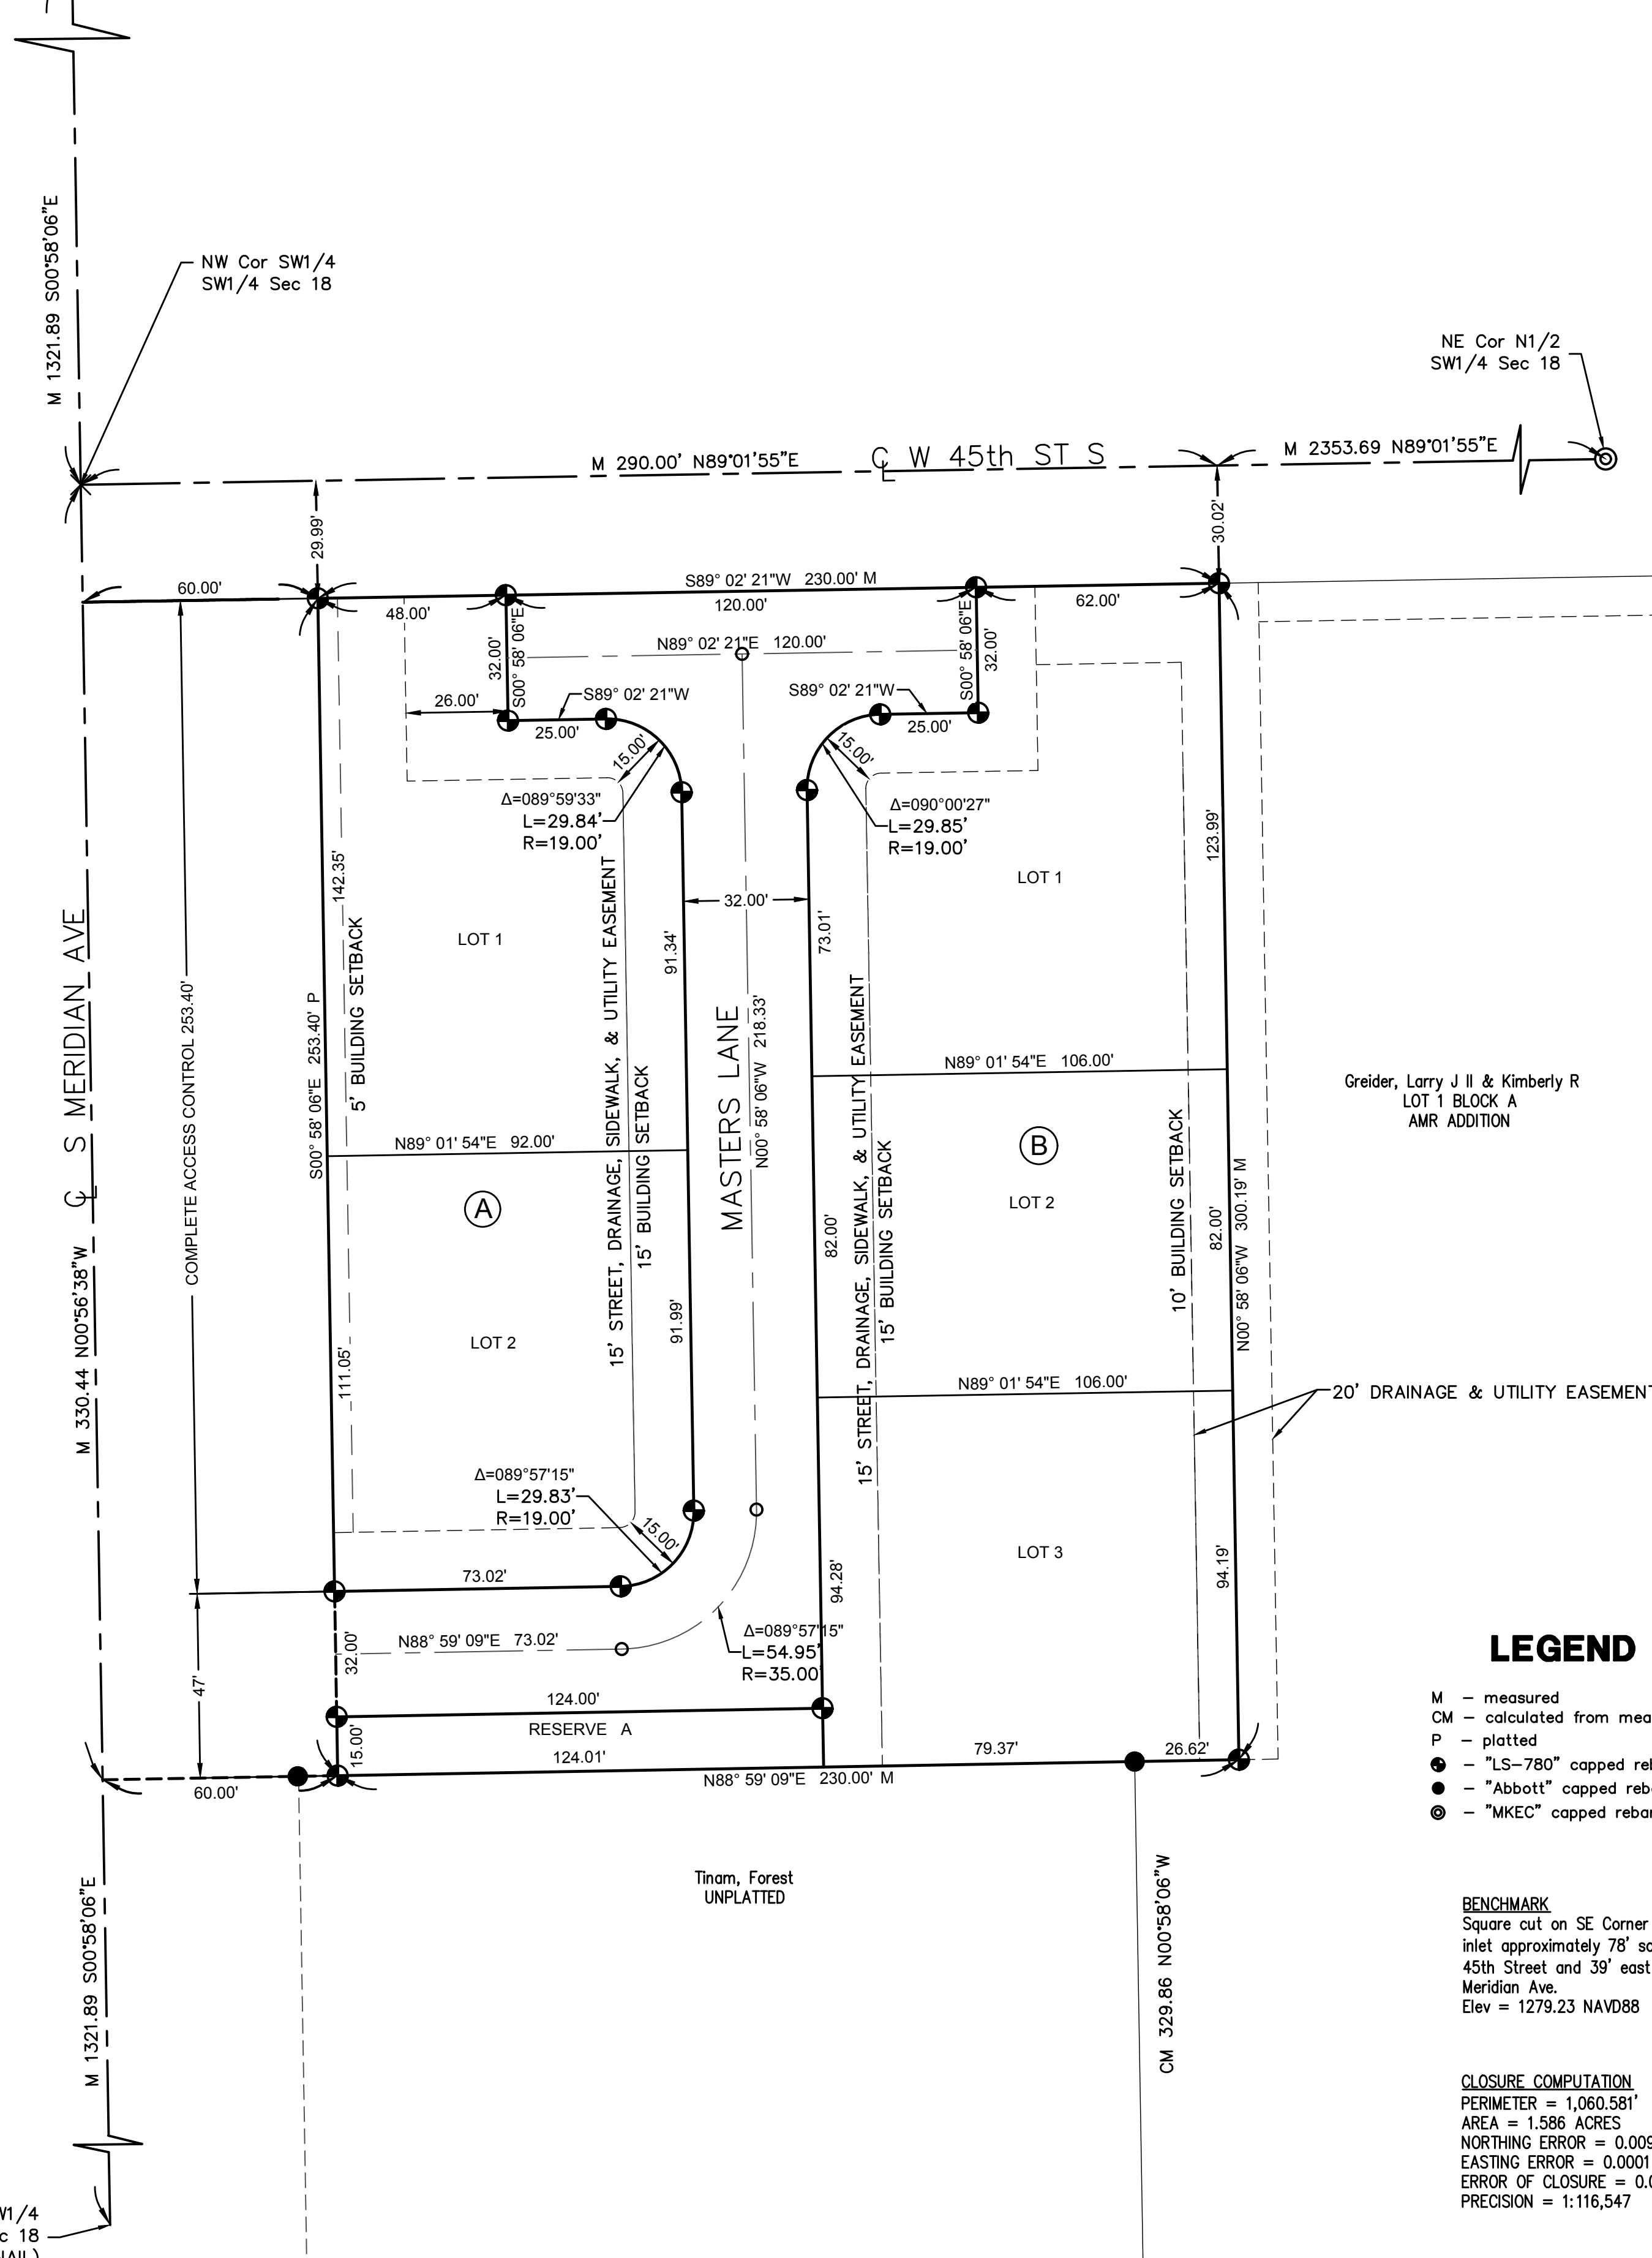 M 1321.89 S00°58'06"E
NW Cor SW1/4
SW1/4 Sec 18
NE Cor N1/2
SW1/4 Sec 18
M 290.00' N89°01'55"E
℄ W 45th ST S
M 2353.69 N89°01'55"E
29.99'
30.02'
60.00'
S89° 02' 21"W 230.00' M
48.00'
120.00'
62.00'
32.00'
S00° 58' 06"E
N89° 02' 21"E 120.00'
S00° 58' 06"E
32.00'
26.00'
S89° 02' 21"W
S89° 02' 21"W
25.00'
25.00'
15.00'
15.00'
Δ=089°59'33"
L=29.84'
R=19.00'
Δ=090°00'27"
L=29.85'
R=19.00'
142.35'
123.99'
LOT 1
LOT 1
32.00'
91.34'
73.01'
5' BUILDING SETBACK
S00° 58' 06"E 253.40' P
COMPLETE ACCESS CONTROL 253.40'
℄ S MERIDIAN AVE
M 330.44 N00°56'38"W
15' STREET, DRAINAGE, SIDEWALK, & UTILITY EASEMENT
15' BUILDING SETBACK
MASTERS LANE
N00° 58' 06"W 218.33'
15' STREET, DRAINAGE, SIDEWALK, & UTILITY EASEMENT
15' BUILDING SETBACK
N89° 01' 54"E 106.00'
N89° 01' 54"E 92.00'
A
B
LOT 2
LOT 2
10' BUILDING SETBACK
82.00'
82.00'
N00° 58' 06"W 300.19' M
Greider, Larry J II & Kimberly R
LOT 1 BLOCK A
AMR ADDITION
91.99'
111.05'
N89° 01' 54"E 106.00'
20' DRAINAGE & UTILITY EASEMENT
Δ=089°57'15"
L=29.83'
R=19.00'
15.00'
LOT 3
94.28'
94.19'
73.02'
N88° 59' 09"E 73.02'
Δ=089°57'15"
L=54.95'
R=35.00'
32.00'
47'
124.00'
RESERVE A
15.00'
124.01'
79.37'
26.62'
60.00'
N88° 59' 09"E 230.00' M
Tinam, Forest
UNPLATTED
M 1321.89 S00°58'06"E
CM 329.86 N00°58'06"W
LEGEND
M – measured
CM – calculated from
P – platted
– "LS–780" capped
– "Abbott" capped
– "MKEC" capped rebar
BENCHMARK
Square cut on SE Corner
inlet approximately 78'
45th Street and 39' east
Meridian Ave.
Elev = 1279.23 NAVD88
CLOSURE COMPUTATION
PERIMETER = 1,060.581'
AREA = 1.586 ACRES
NORTHING ERROR = 0.009
EASTING ERROR = 0.0001
ERROR OF CLOSURE =
PRECISION = 1:116,547
18